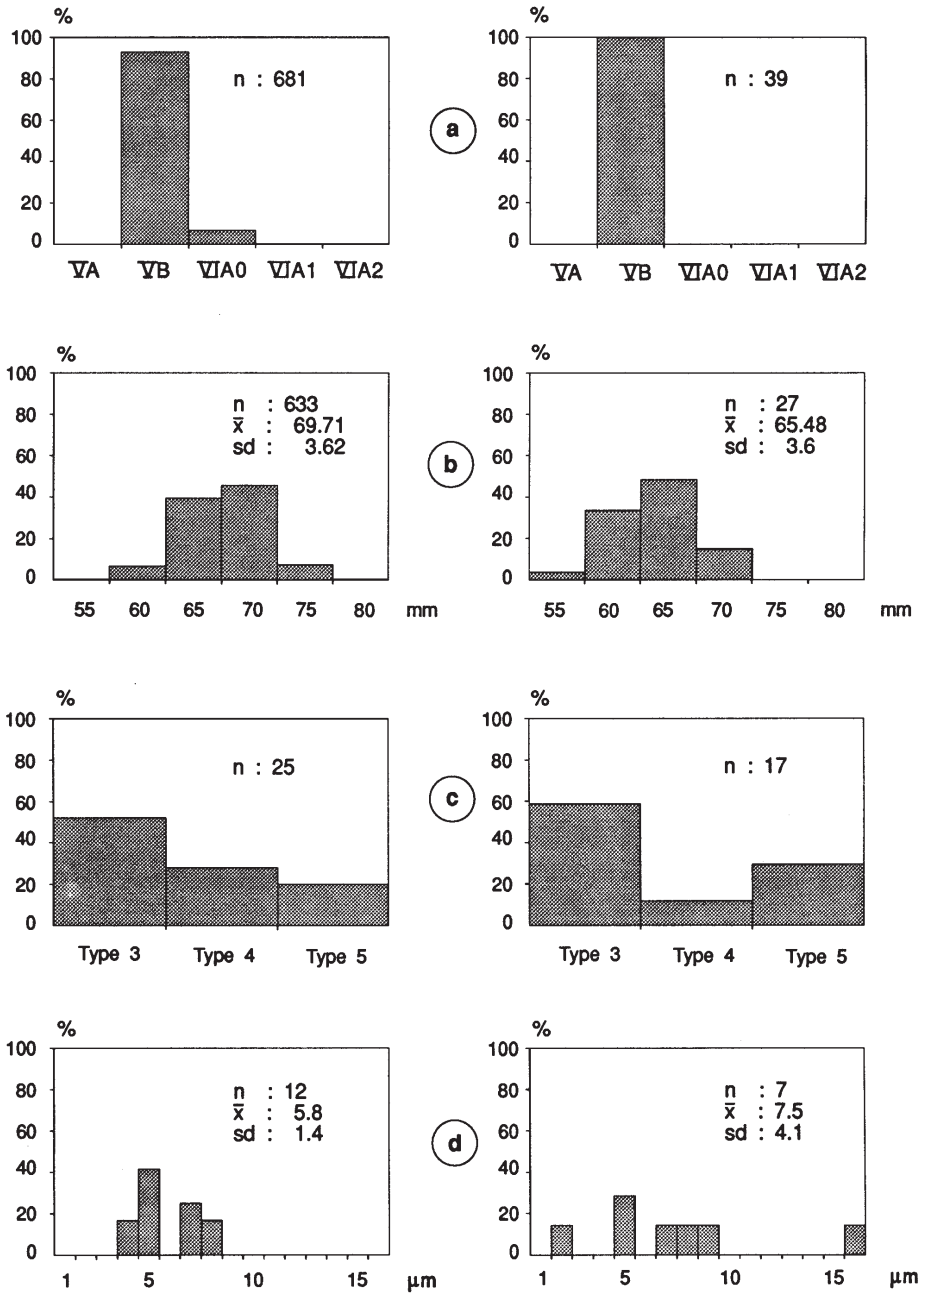 %
100
80
60
40
20
0
n : 681
VA VB VIA0 VIA1 VIA2
a
%
100
80
60
40
20
0
n : 39
VA VB VIA0 VIA1 VIA2
%
100
80
60
40
20
0
n : 633
x̄ : 69.71
sd : 3.62
55 60 65 70 75 80 mm
b
%
100
80
60
40
20
0
n : 27
x̄ : 65.48
sd : 3.6
55 60 65 70 75 80 mm
%
100
80
60
40
20
0
n : 25
Type 3 Type 4 Type 5
c
%
100
80
60
40
20
0
n : 17
Type 3 Type 4 Type 5
%
100
80
60
40
20
0
n : 12
x̄ : 5.8
sd : 1.4
1 5 10 15 µm
d
%
100
80
60
40
20
0
n : 7
x̄ : 7.5
sd : 4.1
1 5 10 15 µm